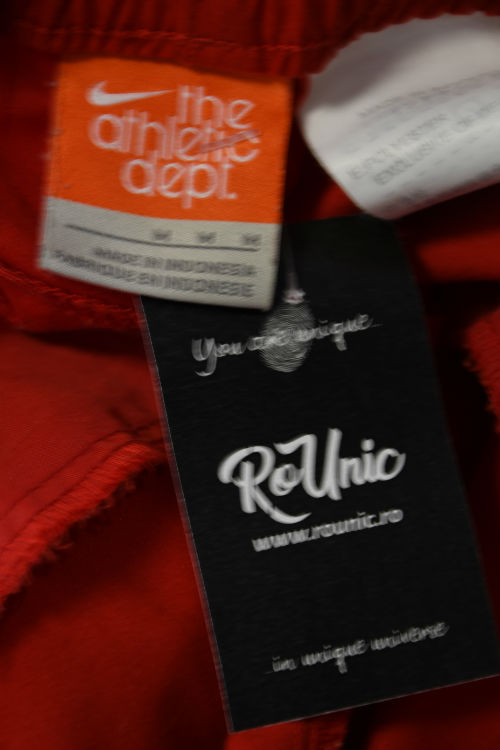 the
athletic
dept.
M M M
MADE IN INDONESIA
FABRIQUE EN INDONESIE
EXCLUSIVE
You are unique...
RoUnic
www.rounic.ro
...in unique universe